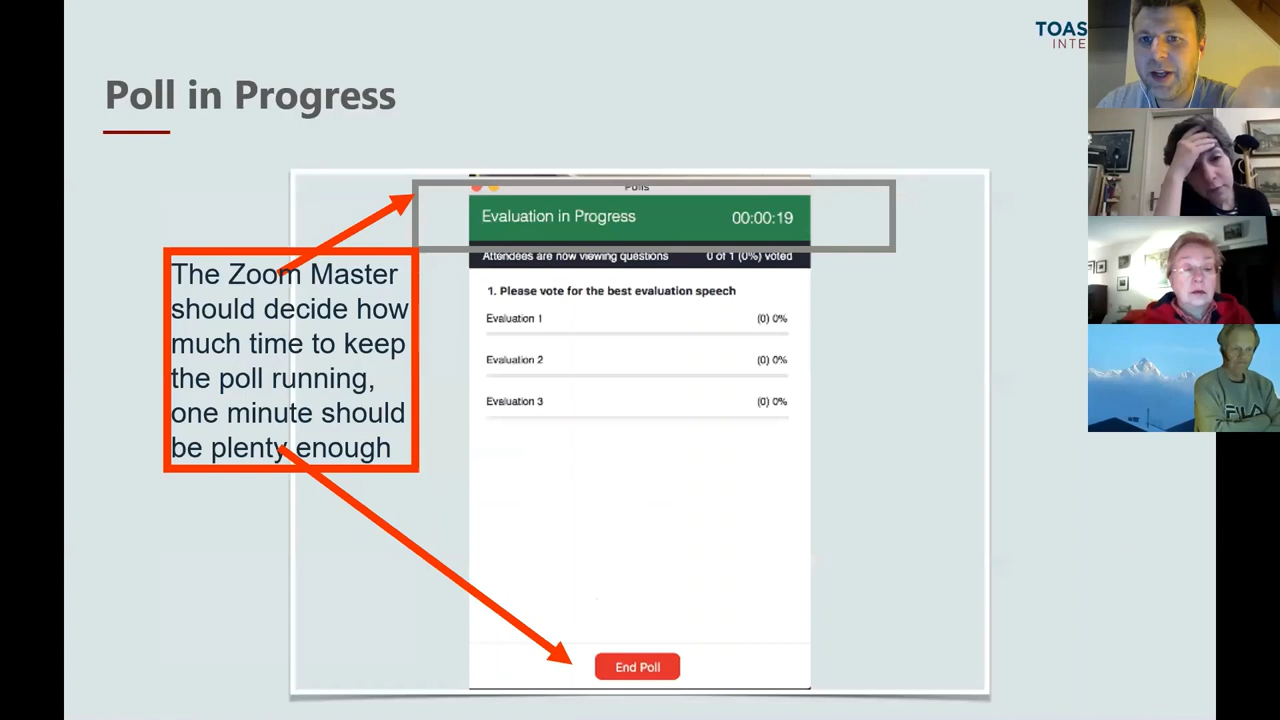 TOAS
INTE
Poll in Progress
Polls
Evaluation in Progress 00:00:19
Attendees are now viewing questions 0 of 1 (0%) voted
The Zoom Master
should decide how
much time to keep
the poll running,
one minute should
be plenty enough
1. Please vote for the best evaluation speech
Evaluation 1 (0) 0%
Evaluation 2 (0) 0%
Evaluation 3 (0) 0%
End Poll
FILA